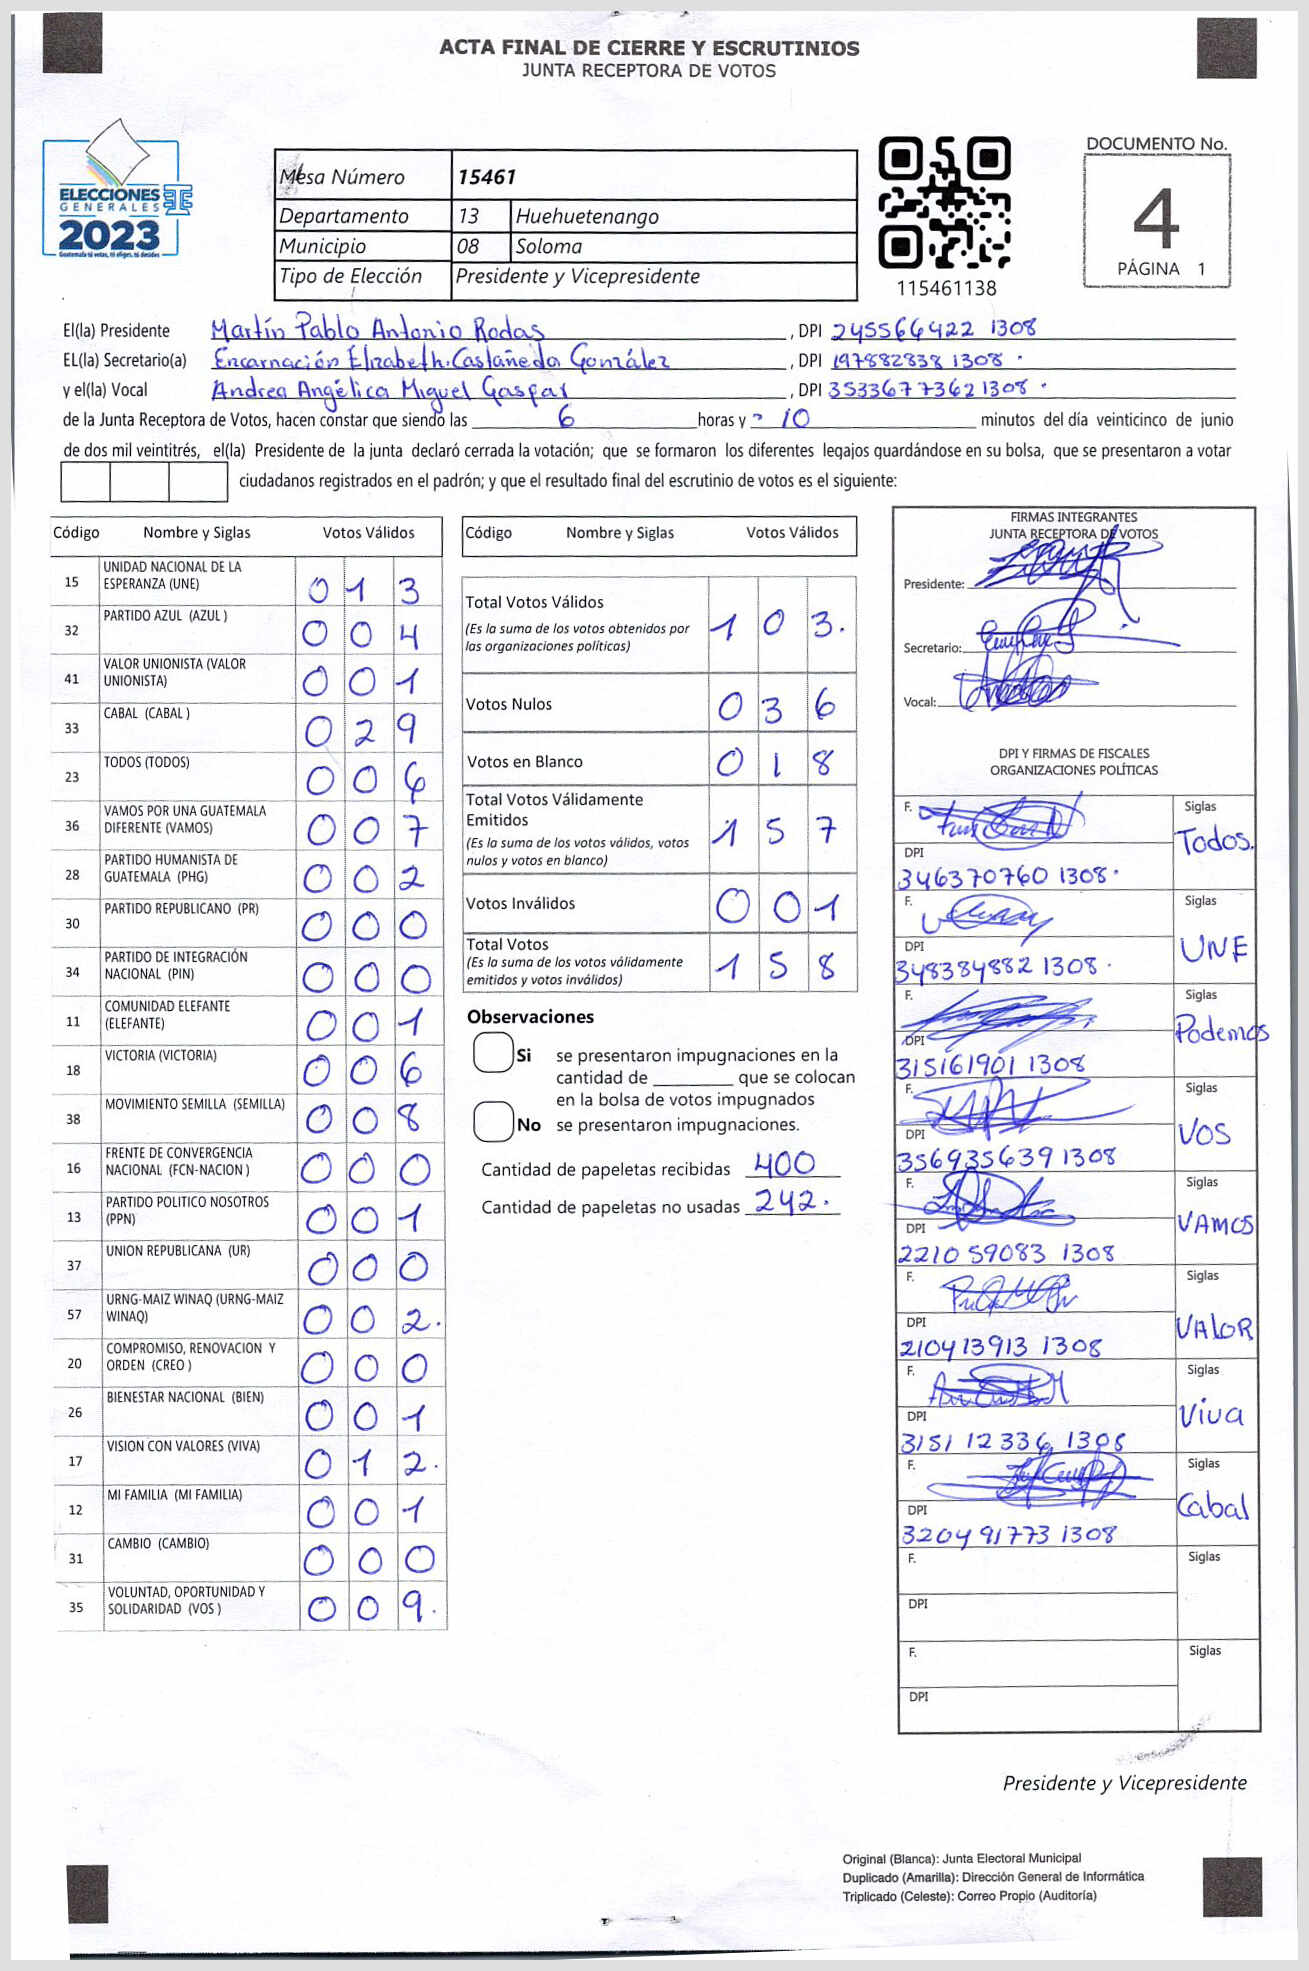 ACTA FINAL DE CIERRE Y ESCRUTINIOS
JUNTA RECEPTORA DE VOTOS
ELECCIONES
GENERALES
2023
Guatemala: tú votas, tú eliges, tú decides
Mesa Número 15461
Departamento 13 Huehuetenango
Municipio 08 Soloma
Tipo de Elección Presidente y Vicepresidente
115461138
DOCUMENTO No.
4
PÁGINA 1
El(la) Presidente Martín Pablo Antonio Rodas, DPI 245566422 1308
EL(la) Secretario(a) Encarnación Elizabeth Castañeda González, DPI 197882838 1308
y el(la) Vocal Andrea Angélica Miguel Gaspar, DPI 3533677362 1308
de la Junta Receptora de Votos, hacen constar que siendo las 6 horas y 10 minutos del día veinticinco de junio
de dos mil veintitrés, el(la) Presidente de la junta declaró cerrada la votación; que se formaron los diferentes legajos guardándose en su bolsa, que se presentaron a votar
ciudadanos registrados en el padrón; y que el resultado final del escrutinio de votos es el siguiente:
Código Nombre y Siglas Votos Válidos
15 UNIDAD NACIONAL DE LA ESPERANZA (UNE) 0 1 3
32 PARTIDO AZUL (AZUL ) 0 0 4
41 VALOR UNIONISTA (VALOR UNIONISTA) 0 0 1
33 CABAL (CABAL ) 0 2 9
23 TODOS (TODOS) 0 0 6
36 VAMOS POR UNA GUATEMALA DIFERENTE (VAMOS) 0 0 7
28 PARTIDO HUMANISTA DE GUATEMALA (PHG) 0 0 2
30 PARTIDO REPUBLICANO (PR) 0 0 0
34 PARTIDO DE INTEGRACIÓN NACIONAL (PIN) 0 0 0
11 COMUNIDAD ELEFANTE (ELEFANTE) 0 0 1
18 VICTORIA (VICTORIA) 0 0 6
38 MOVIMIENTO SEMILLA (SEMILLA) 0 0 8
16 FRENTE DE CONVERGENCIA NACIONAL (FCN-NACION ) 0 0 0
13 PARTIDO POLITICO NOSOTROS (PPN) 0 0 1
37 UNION REPUBLICANA (UR) 0 0 0
57 URNG-MAIZ WINAQ (URNG-MAIZ WINAQ) 0 0 2.
20 COMPROMISO, RENOVACION Y ORDEN (CREO ) 0 0 0
26 BIENESTAR NACIONAL (BIEN) 0 0 1
17 VISION CON VALORES (VIVA) 0 1 2.
12 MI FAMILIA (MI FAMILIA) 0 0 1
31 CAMBIO (CAMBIO) 0 0 0
35 VOLUNTAD, OPORTUNIDAD Y SOLIDARIDAD (VOS ) 0 0 9.
Código Nombre y Siglas Votos Válidos
Total Votos Válidos 1 0 3.
(Es la suma de los votos obtenidos por
las organizaciones políticas)
Votos Nulos 0 3 6
Votos en Blanco 0 1 8
Total Votos Válidamente
Emitidos 1 5 7
(Es la suma de los votos válidos, votos
nulos y votos en blanco)
Votos Inválidos 0 0 1
Total Votos 1 5 8
(Es la suma de los votos válidamente
emitidos y votos inválidos)
Observaciones
Si se presentaron impugnaciones en la
cantidad de ________ que se colocan
en la bolsa de votos impugnados
No se presentaron impugnaciones.
Cantidad de papeletas recibidas 400
Cantidad de papeletas no usadas 242.
FIRMAS INTEGRANTES
JUNTA RECEPTORA DE VOTOS
Presidente:
Secretario:
Vocal:
DPI Y FIRMAS DE FISCALES
ORGANIZACIONES POLÍTICAS
F. Siglas
Todos.
DPI
346370760 1308.
F. Siglas
UNE
DPI
348384882 1308.
F. Siglas
Podemos
DPI
315161901 1308
F. Siglas
VOS
DPI
356935639 1308
F. Siglas
VAMOS
DPI
2210 59083 1308
F. Siglas
VALOR
DPI
210413913 1308
F. Siglas
Viva
DPI
3151 12336 1308
F. Siglas
Cabal
DPI
3204 91773 1308
F. Siglas
DPI
F. Siglas
DPI
Presidente y Vicepresidente
Original (Blanca): Junta Electoral Municipal
Duplicado (Amarilla): Dirección General de Informática
Triplicado (Celeste): Correo Propio (Auditoría)